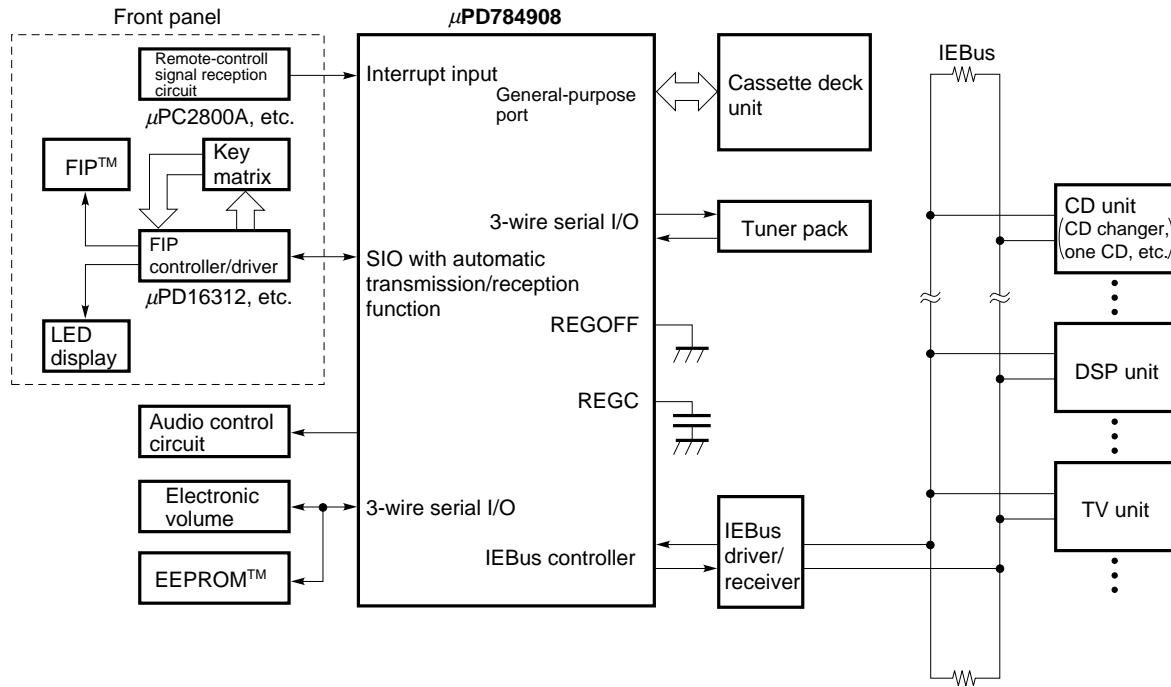 Front panel
μPD784908
Remote-controll
signal reception
circuit
μPC2800A, etc.
FIP™
Key
matrix
FIP
controller/driver
μPD16312, etc.
LED
display
Audio control
circuit
Electronic
volume
EEPROM™
Interrupt input
General-purpose
port
3-wire serial I/O
SIO with automatic
transmission/reception
function
REGOFF
REGC
3-wire serial I/O
IEBus controller
Cassette deck
unit
Tuner pack
IEBus
driver/
receiver
IEBus
CD unit
(CD changer,
one CD, etc.)
DSP unit
TV unit